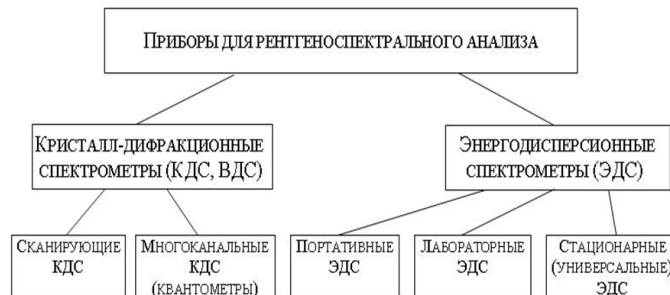 ПРИБОРЫ ДЛЯ РЕНТГЕНОСПЕКТРАЛЬНОГО АНАЛИЗА
КРИСТАЛЛ-ДИФРАКЦИОННЫЕ
СПЕКТРОМЕТРЫ (КДС, ВДС)
ЭНЕРГОДИСПЕРСИОННЫЕ
СПЕКТРОМЕТРЫ (ЭДС)
СКАНИРУЮЩИЕ
КДС
МНОГОКАНАЛЬНЫЕ
КДС
(КВАНТОМЕТРЫ)
ПОРТАТИВНЫЕ
ЭДС
ЛАБОРАТОРНЫЕ
ЭДС
СТАЦИОНАРНЫЕ
(УНИВЕРСАЛЬНЫЕ)
ЭДС